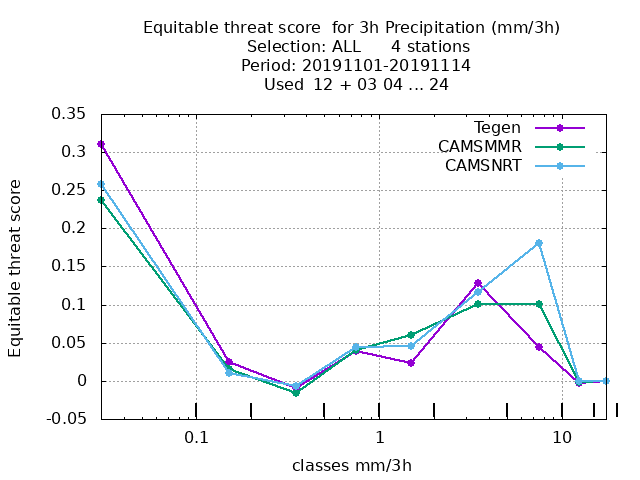 Equitable threat score  for 3h Precipitation (mm/3h)
Selection: ALL      4 stations
Period: 20191101-20191114
Used  12 + 03 04 ... 24
Tegen
CAMSMMR
CAMSNRT
Equitable threat score
0.35
0.3
0.25
0.2
0.15
0.1
0.05
0
-0.05
0.1 1 10
classes mm/3h